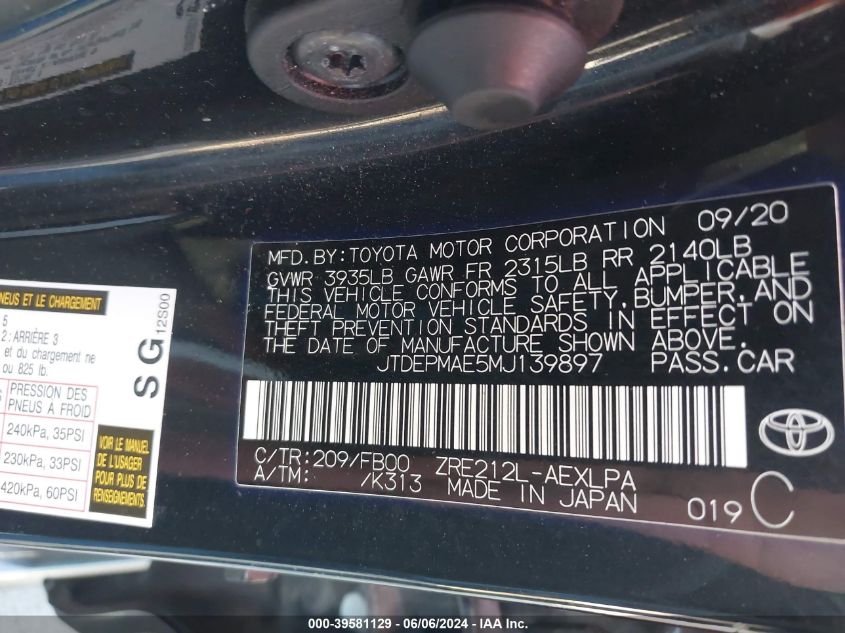 MFD.BY:TOYOTA MOTOR CORPORATION 09/20
GVWR 3935LB GAWR FR 2315LB RR 2140LB
THIS VEHICLE CONFORMS TO ALL APPLICABLE
FEDERAL MOTOR VEHICLE SAFETY,BUMPER,AND
THEFT PREVENTION STANDARDS IN EFFECT ON
THE DATE OF MANUFACTURE SHOWN ABOVE.
JTDEPMAE5MJ139897 PASS.CAR
C/TR:209/FB00 ZRE212L-AEXLPA
A/TM: /K313 MADE IN JAPAN 019 C
NEUS ET LE CHARGEMENT
5
2 : ARRIÈRE 3
et du chargement ne
ou 825 lb.
PRESSION DES
PNEUS A FROID
240kPa, 35PSI
230kPa, 33PSI
420kPa, 60PSI
VOIR LE MANUEL
DE L'USAGER
POUR PLUS DE
RENSEIGNEMENTS.
SG
12S00
000-39581129 - 06/06/2024 - IAA Inc.